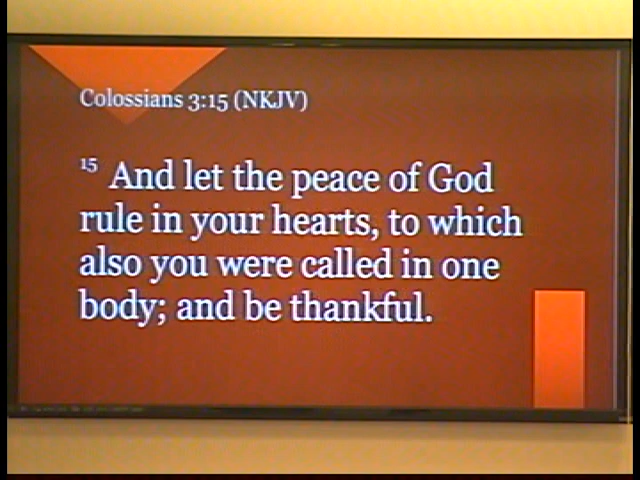 Colossians 3:15 (NKJV)
15 And let the peace of God
rule in your hearts, to which
also you were called in one
body; and be thankful.